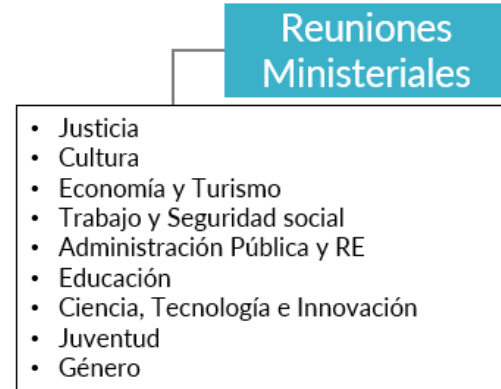 Reuniones
Ministeriales
• Justicia
• Cultura
• Economía y Turismo
• Trabajo y Seguridad social
• Administración Pública y RE
• Educación
• Ciencia, Tecnología e Innovación
• Juventud
• Género